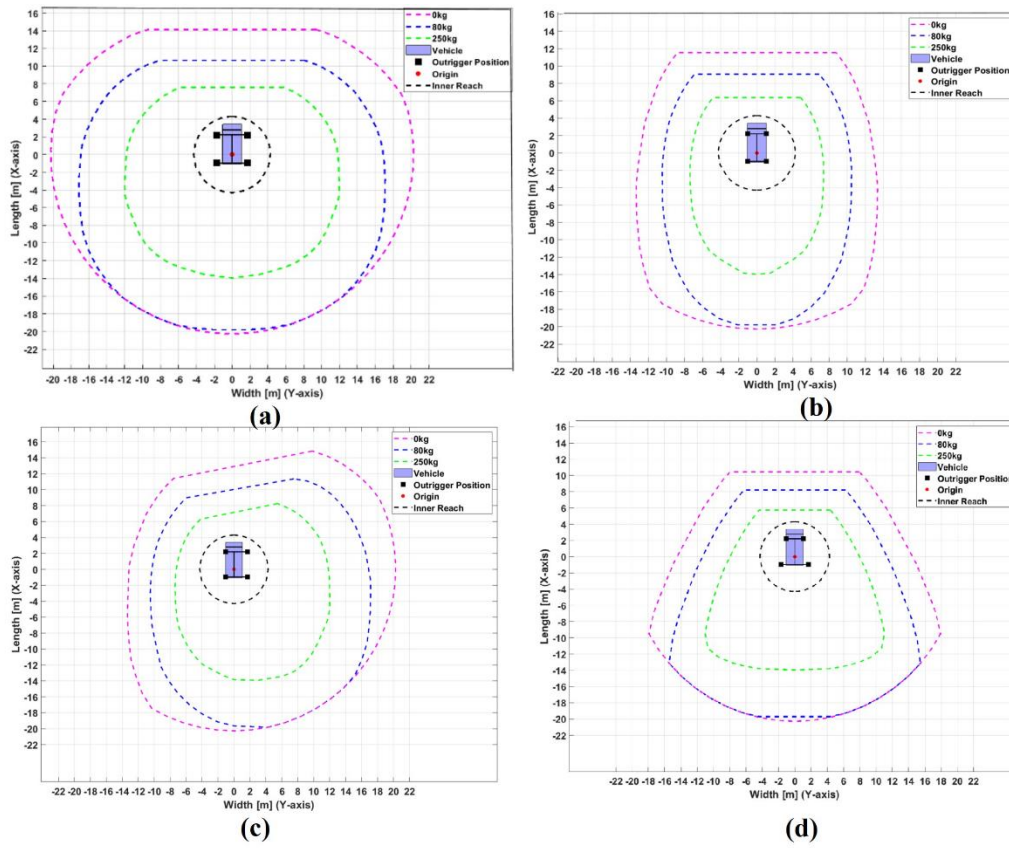 16
14
12
10
8
6
4
2
0
-2
-4
-6
-8
-10
-12
-14
-16
-18
-20
-22
Length [m] (X-axis)
0kg
80kg
250kg
Vehicle
Outrigger Position
Origin
Inner Reach
-20 -18 -16 -14 -12 -10 -8 -6 -4 -2 0 2 4 6 8 10 12 14 16 18 20 22
Width [m] (Y-axis)
(a)
16
14
12
10
8
6
4
2
0
-2
-4
-6
-8
-10
-12
-14
-16
-18
-20
-22
Length [m] (X-axis)
0kg
80kg
250kg
Vehicle
Outrigger Position
Origin
Inner Reach
-22 -20 -18 -16 -14 -12 -10 -8 -6 -4 -2 0 2 4 6 8 10 12 14 16 18 20 22
Width [m] (Y-axis)
(b)
16
14
12
10
8
6
4
2
0
-2
-4
-6
-8
-10
-12
-14
-16
-18
-20
-22
Length [m] (X-axis)
0kg
80kg
250kg
Vehicle
Outrigger Position
Origin
Inner Reach
-22 -20 -18 -16 -14 -12 -10 -8 -6 -4 -2 0 2 4 6 8 10 12 14 16 18 20 22
Width [m] (Y-axis)
(c)
16
14
12
10
8
6
4
2
0
-2
-4
-6
-8
-10
-12
-14
-16
-18
-20
-22
Length [m] (X-axis)
0kg
80kg
250kg
Vehicle
Outrigger Position
Origin
Inner Reach
-22 -20 -18 -16 -14 -12 -10 -8 -6 -4 -2 0 2 4 6 8 10 12 14 16 18 20 22
Width [m] (Y-axis)
(d)